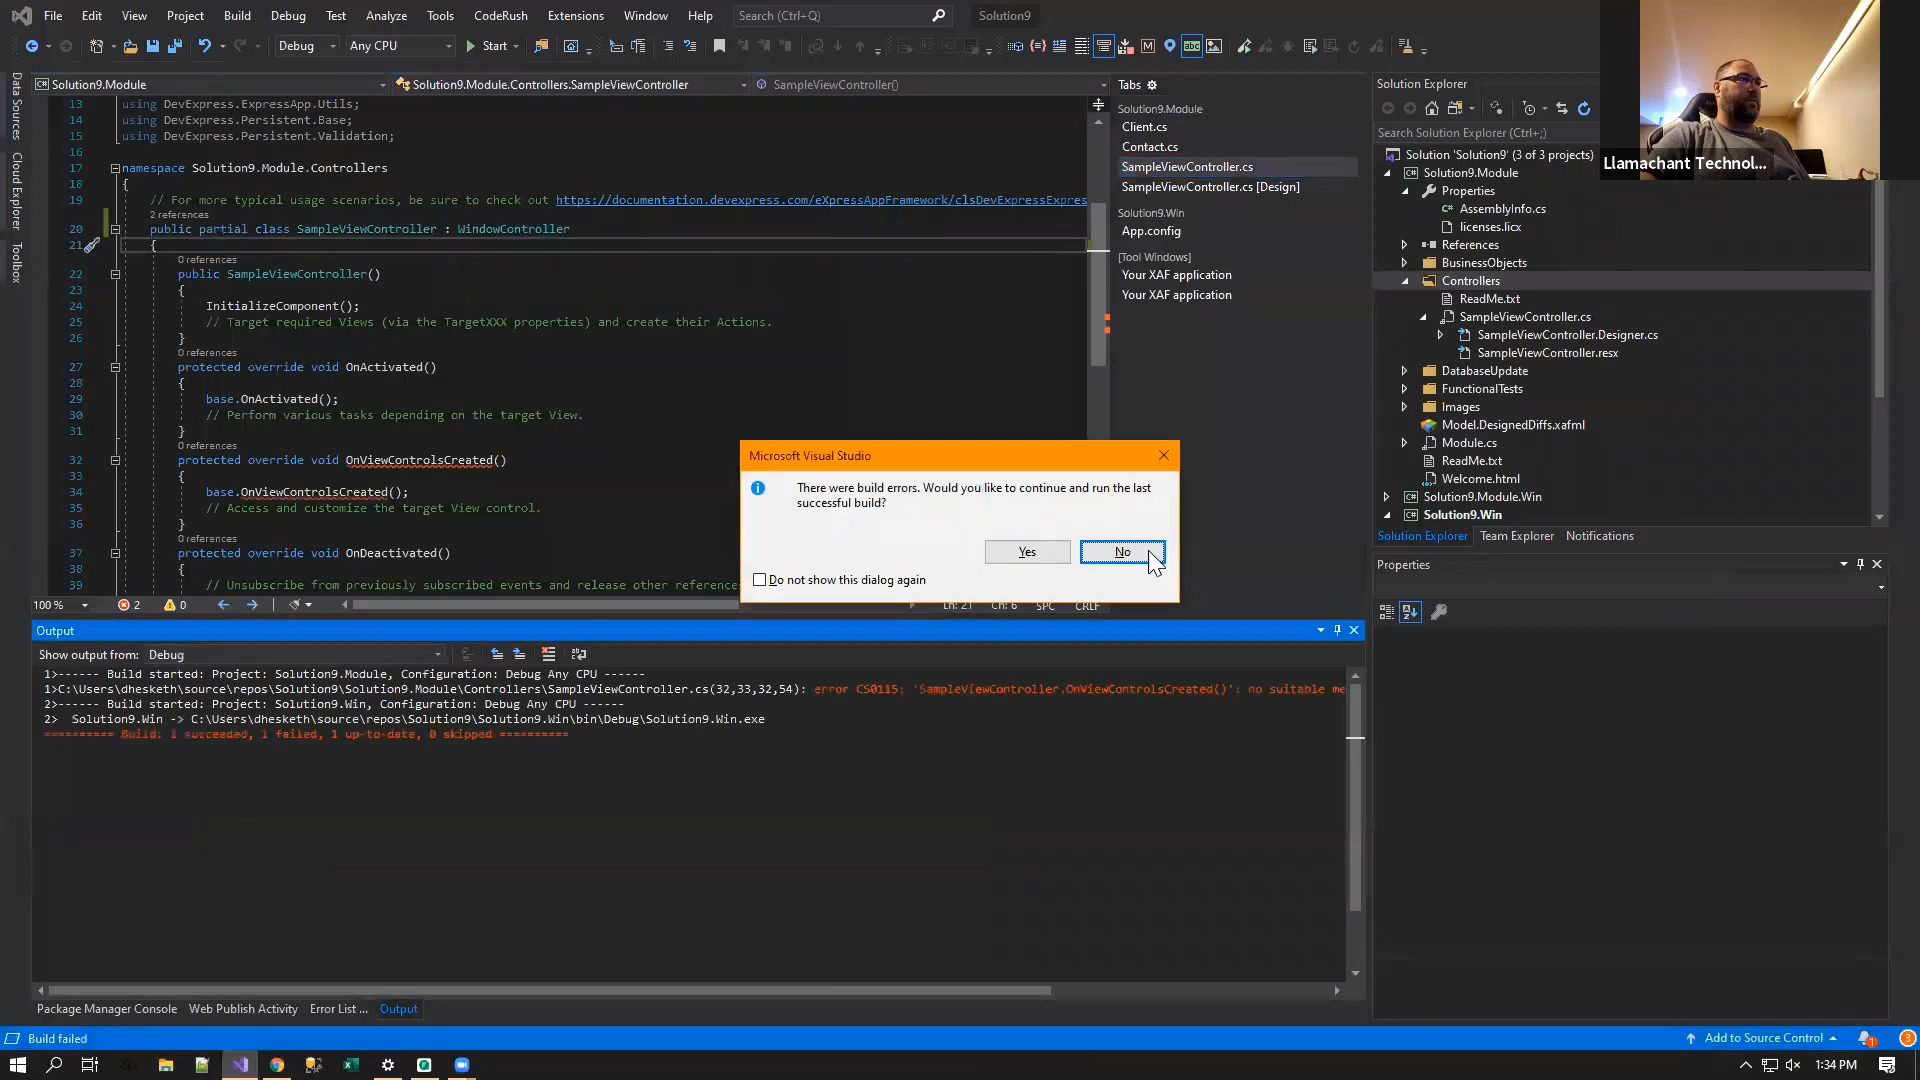 File Edit View Project Build Debug Test Analyze Tools CodeRush Extensions Window Help Search (Ctrl+Q) Solution9
Debug Any CPU Start
Data Sources
Cloud Explorer
Toolbox
Solution9.Module Solution9.Module.Controllers.SampleViewController SampleViewController()
13 using DevExpress.ExpressApp.Utils;
14 using DevExpress.Persistent.Base;
15 using DevExpress.Persistent.Validation;
16
17 namespace Solution9.Module.Controllers
18 {
19 // For more typical usage scenarios, be sure to check out https://documentation.devexpress.com/eXpressAppFramework/clsDevExpressExpres
2 references
20 public partial class SampleViewController : WindowController
21 {
0 references
22 public SampleViewController()
23 {
24 InitializeComponent();
25 // Target required Views (via the TargetXXX properties) and create their Actions.
26 }
0 references
27 protected override void OnActivated()
28 {
29 base.OnActivated();
30 // Perform various tasks depending on the target View.
31 }
0 references
32 protected override void OnViewControlsCreated()
33 {
34 base.OnViewControlsCreated();
35 // Access and customize the target View control.
36 }
0 references
37 protected override void OnDeactivated()
38 {
39 // Unsubscribe from previously subscribed events and release other reference
100 % 2 0 Ln: 21 Ch: 6 SPC CRLF
Tabs
Solution9.Module
Client.cs
Contact.cs
SampleViewController.cs
SampleViewController.cs [Design]
Solution9.Win
App.config
[Tool Windows]
Your XAF application
Your XAF application
Microsoft Visual Studio
There were build errors. Would you like to continue and run the last
successful build?
Yes No
Do not show this dialog again
Output
Show output from: Debug
1>------ Build started: Project: Solution9.Module, Configuration: Debug Any CPU ------
1>C:\Users\dhesketh\source\repos\Solution9\Solution9.Module\Controllers\SampleViewController.cs(32,33,32,54): error CS0115: 'SampleViewController.OnViewControlsCreated()': no suitable me
2>------ Build started: Project: Solution9.Win, Configuration: Debug Any CPU ------
2> Solution9.Win -> C:\Users\dhesketh\source\repos\Solution9\Solution9.Win\bin\Debug\Solution9.Win.exe
========== Build: 1 succeeded, 1 failed, 1 up-to-date, 0 skipped ==========
Package Manager Console Web Publish Activity Error List ... Output
Solution Explorer
Search Solution Explorer (Ctrl+;)
Solution 'Solution9' (3 of 3 projects)
Solution9.Module
Properties
AssemblyInfo.cs
licenses.licx
References
BusinessObjects
Controllers
ReadMe.txt
SampleViewController.cs
SampleViewController.Designer.cs
SampleViewController.resx
DatabaseUpdate
FunctionalTests
Images
Model.DesignedDiffs.xafml
Module.cs
ReadMe.txt
Welcome.html
Solution9.Module.Win
Solution9.Win
Solution Explorer Team Explorer Notifications
Properties
Llamachant Technol...
Build failed Add to Source Control 1 3
1:34 PM